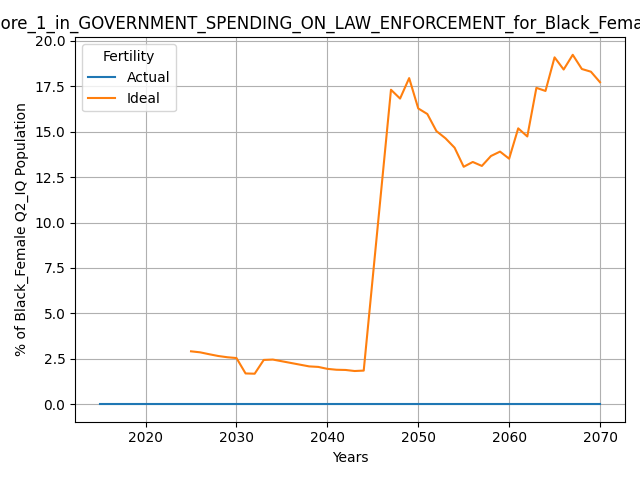 ore_1_in_GOVERNMENT_SPENDING_ON_LAW_ENFORCEMENT_for_Black_Fema
20.0
17.5
15.0
12.5
10.0
7.5
5.0
2.5
0.0
% of Black_Female Q2_IQ Population
Fertility
Actual
Ideal
2020 2030 2040 2050 2060 2070
Years